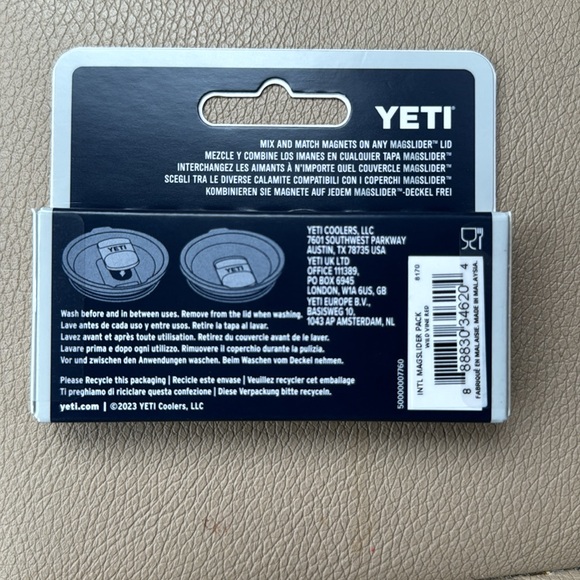 YETI
MIX AND MATCH MAGNETS ON ANY MAGSLIDER™ LID
MEZCLE Y COMBINE LOS IMANES EN CUALQUIER TAPA MAGSLIDER™
INTERCHANGEZ LES AIMANTS À N'IMPORTE QUEL COUVERCLE MAGSLIDER™
SCEGLI TRA LE DIVERSE CALAMITE COMPATIBILI CON I COPERCHI MAGSLIDER™
KOMBINIEREN SIE MAGNETE AUF JEDEM MAGSLIDER™-DECKEL FREI
YETI
YETI
YETI COOLERS, LLC
7601 SOUTHWEST PARKWAY
AUSTIN, TX 78735 USA
YETI UK LTD
OFFICE 111389,
PO BOX 6945
LONDON, W1A 6US, GB
YETI EUROPE B.V.,
BASISWEG 10,
1043 AP AMSTERDAM, NL
Wash before and in between uses. Remove from the lid when washing.
Lave antes de cada uso y entre usos. Retire la tapa al lavar.
Lavez avant et après toute utilisation. Retirez du couvercle avant de le laver.
Lavare prima e dopo ogni utilizzo. Rimuovere il coperchio durante la pulizia.
Vor und zwischen den Anwendungen waschen. Beim Waschen vom Deckel nehmen.
Please Recycle this packaging | Recicle este envase | Veuillez recycler cet emballage
Ti preghiamo di riciclare questa confezione | Diese Verpackung bitte recyceln.
yeti.com | ©2023 YETI Coolers, LLC
50000007760
INTL MAGSLIDER PACK
WILD VINE RED
8170
8 88830 34620 4
FABRIQUÉ EN MALAISIE. MADE IN MALAYSIA.